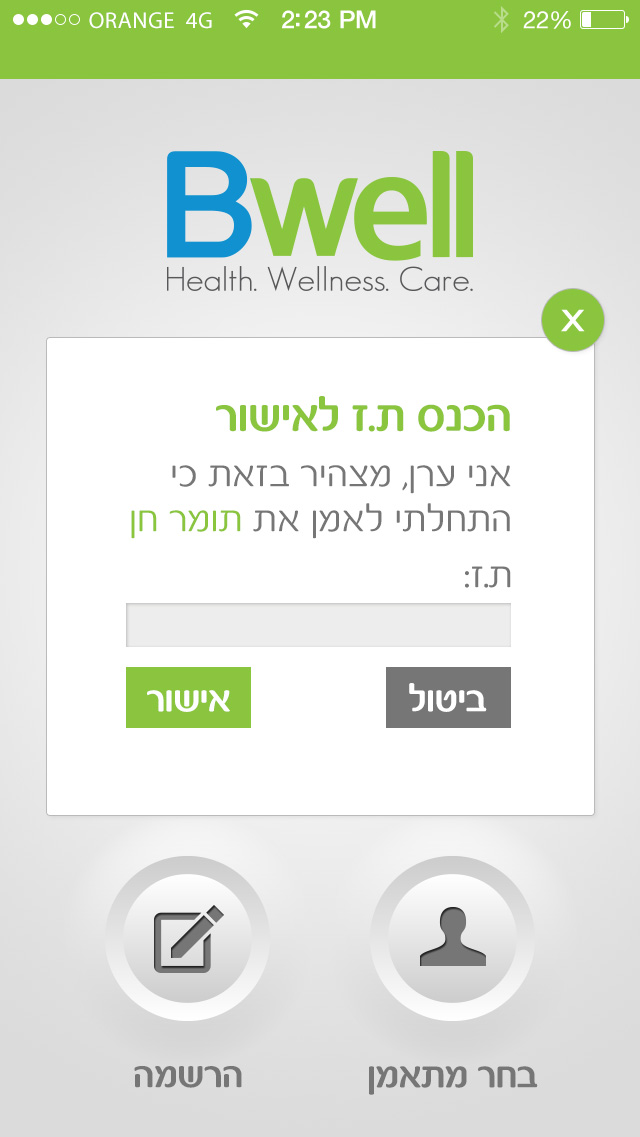 ORANGE 4G 2:23 PM 22%
Bwell
Health. Wellness. Care.
x
הכנס ת.ז לאישור
אני ערן, מצהיר בזאת כי
התחלתי לאמן את תומר חן
ת.ז:
ביטול אישור
בחר מתאמן הרשמה